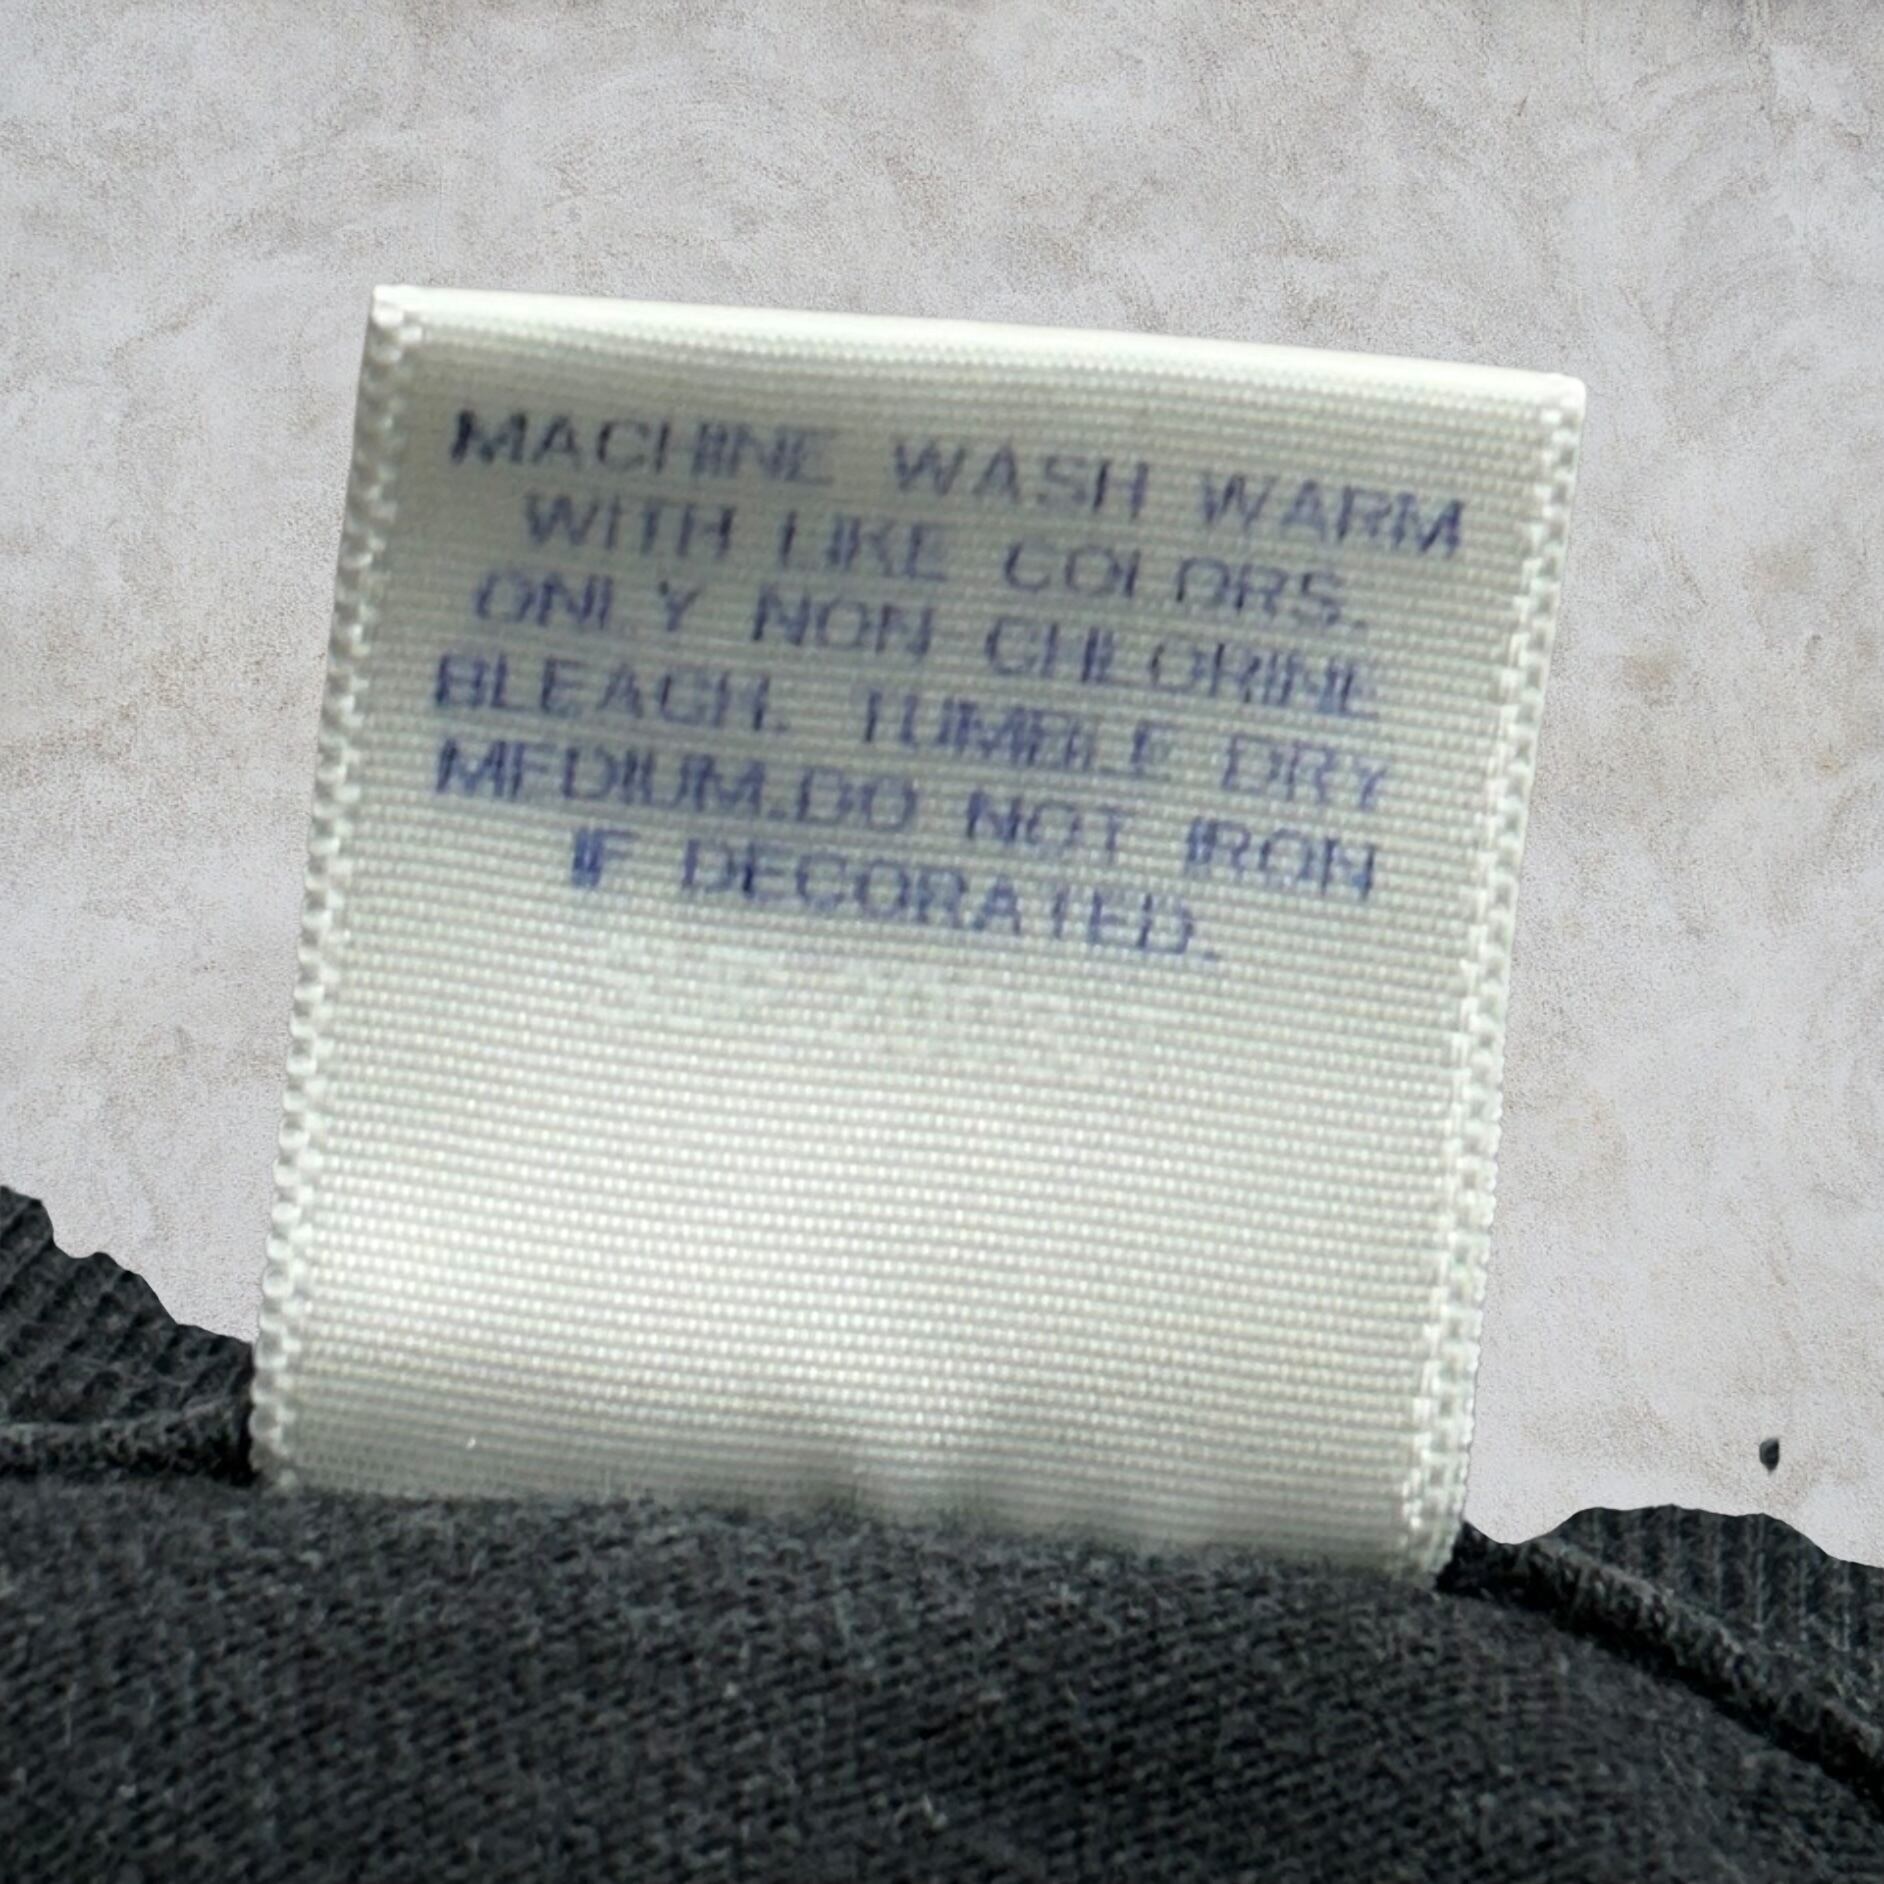 MACHINE WASH WARM
WITH LIKE COLORS.
ONLY NON CHLORINE
BLEACH. TUMBLE DRY
MEDIUM.DO NOT IRON
IF DECORATED.